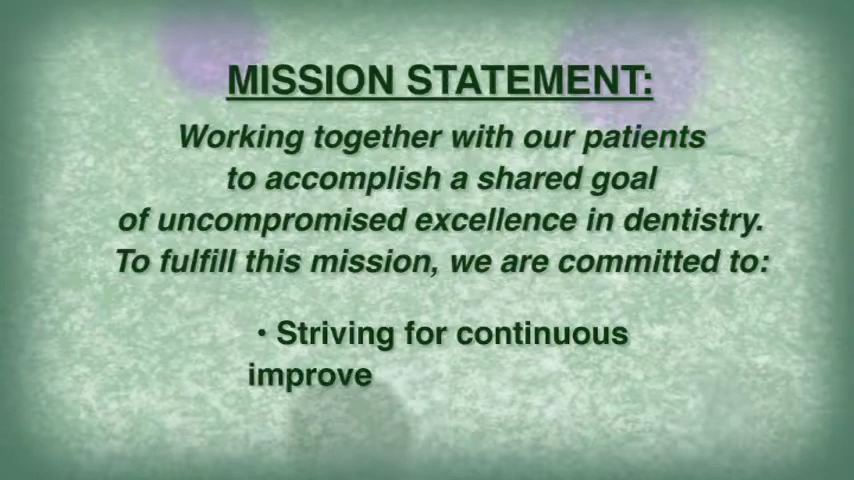 MISSION STATEMENT:
Working together with our patients
to accomplish a shared goal
of uncompromised excellence in dentistry.
To fulfill this mission, we are committed to:
• Striving for continuous
improve